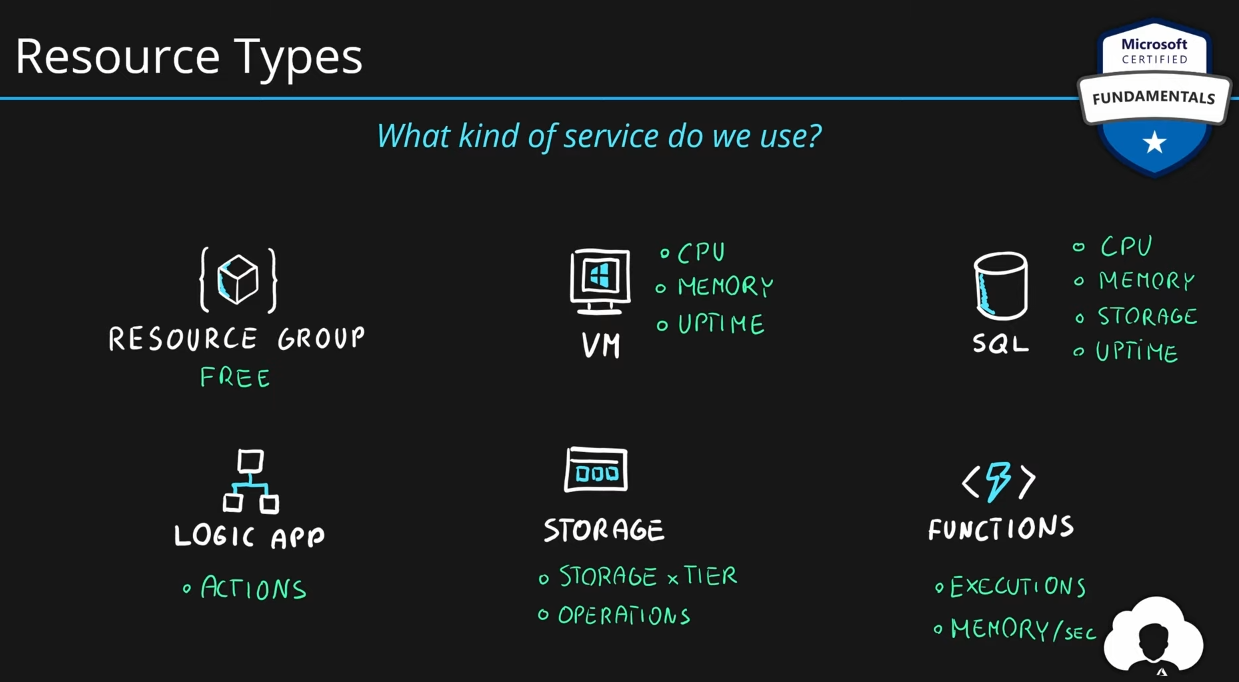 Resource Types
Microsoft
CERTIFIED
FUNDAMENTALS
What kind of service do we use?
RESOURCE GROUP
FREE
VM
CPU
MEMORY
UPTIME
SQL
CPU
MEMORY
STORAGE
UPTIME
LOGIC APP
ACTIONS
STORAGE
STORAGE x TIER
OPERATIONS
FUNCTIONS
EXECUTIONS
MEMORY/SEC